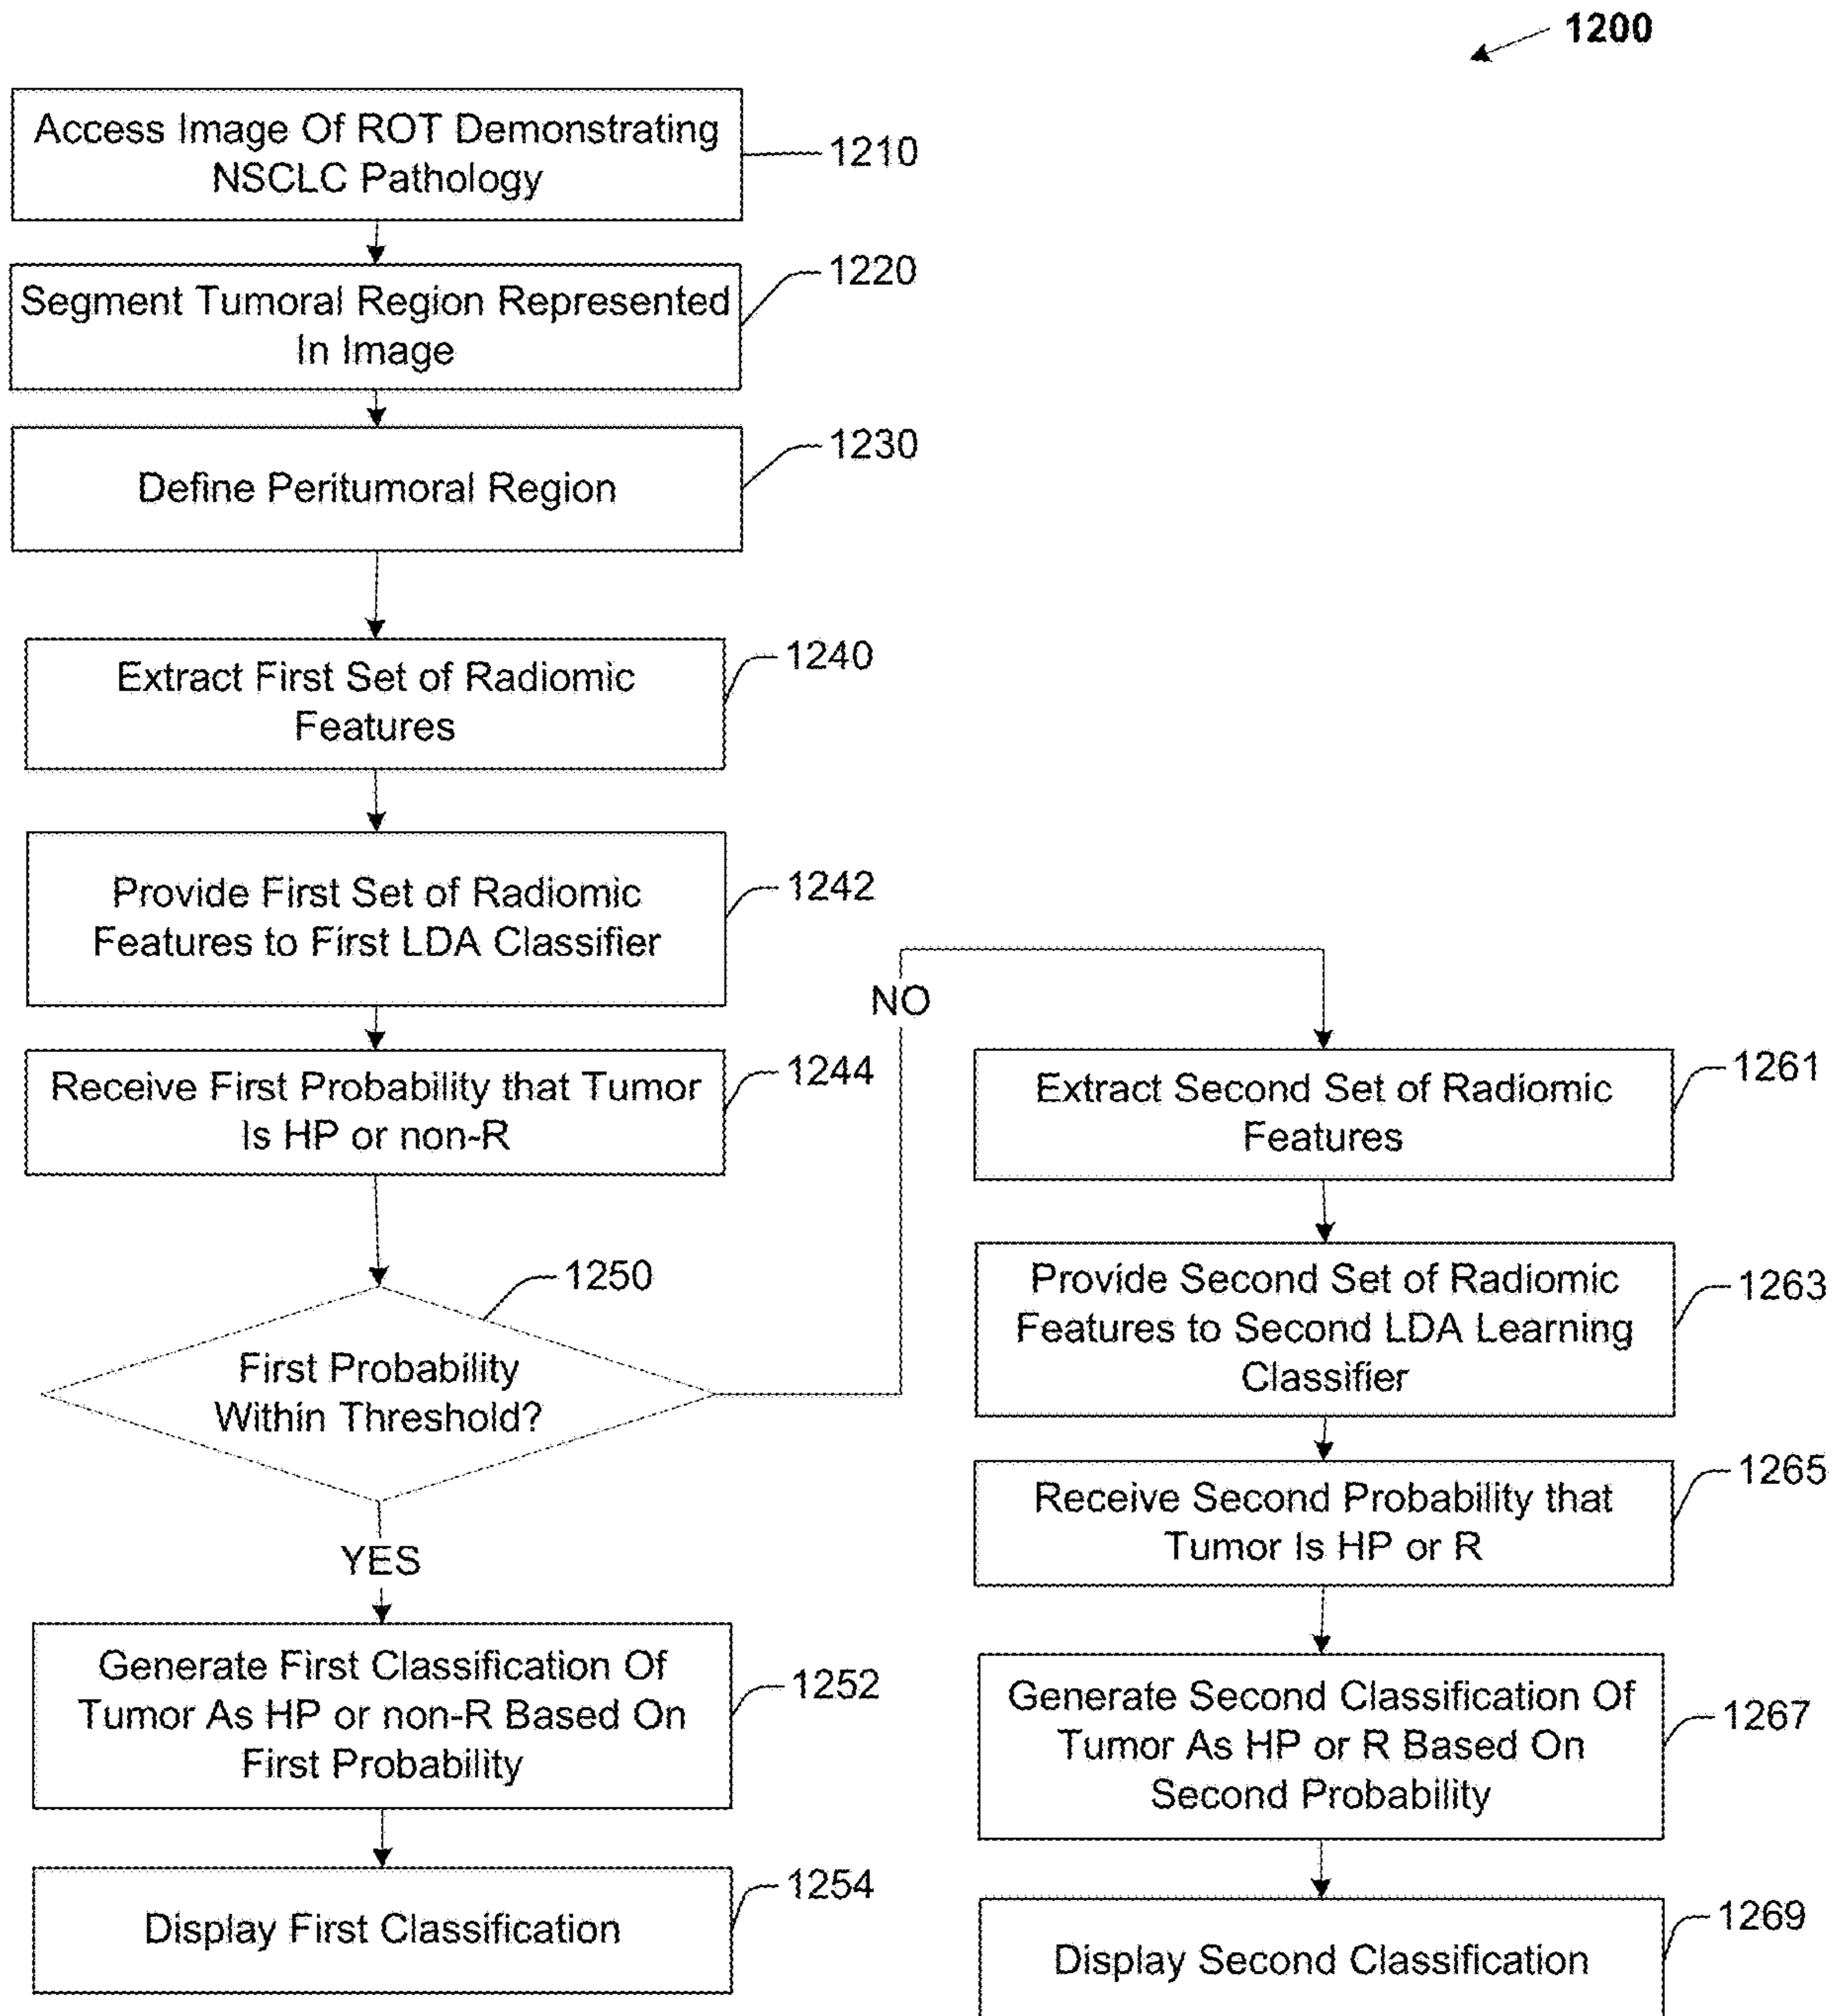 1200
Access Image Of ROT Demonstrating
NSCLC Pathology
1210
Segment Tumoral Region Represented
In Image
1220
Define Peritumoral Region
1230
Extract First Set of Radiomic
Features
1240
Provide First Set of Radiomic
Features to First LDA Classifier
1242
Receive First Probability that Tumor
Is HP or non-R
1244
First Probability
Within Threshold?
1250
YES
Generate First Classification Of
Tumor As HP or non-R Based On
First Probability
1252
Display First Classification
1254
NO
Extract Second Set of Radiomic
Features
1261
Provide Second Set of Radiomic
Features to Second LDA Learning
Classifier
1263
Receive Second Probability that
Tumor Is HP or R
1265
Generate Second Classification Of
Tumor As HP or R Based On
Second Probability
1267
Display Second Classification
1269